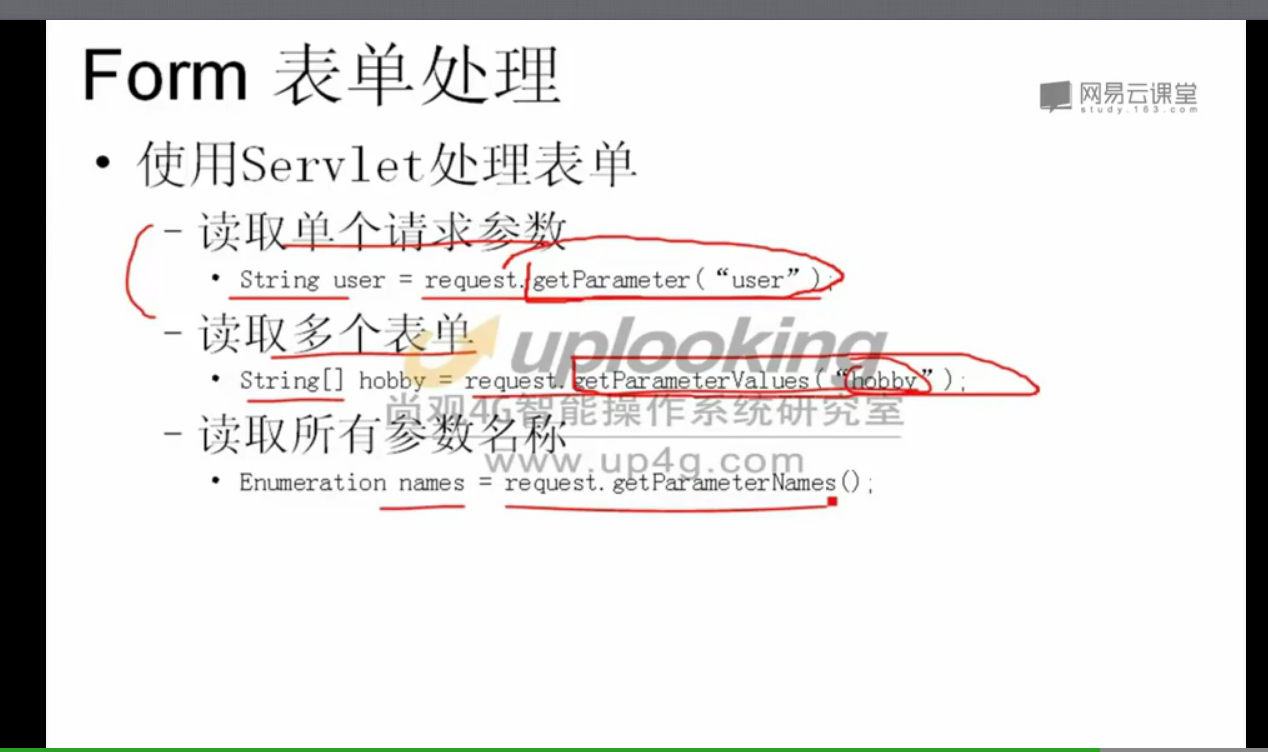 Form 表单处理
网易云课堂
study.163.com
• 使用Servlet处理表单
– 读取单个请求参数
• String user = request.getParameter(“user”);
– 读取多个表单
uplooking
• String[] hobby = request.getParameterValues(“hobby”);
尚观4G智能操作系统研究室
– 读取所有参数名称
www.up4g.com
• Enumeration names = request.getParameterNames();